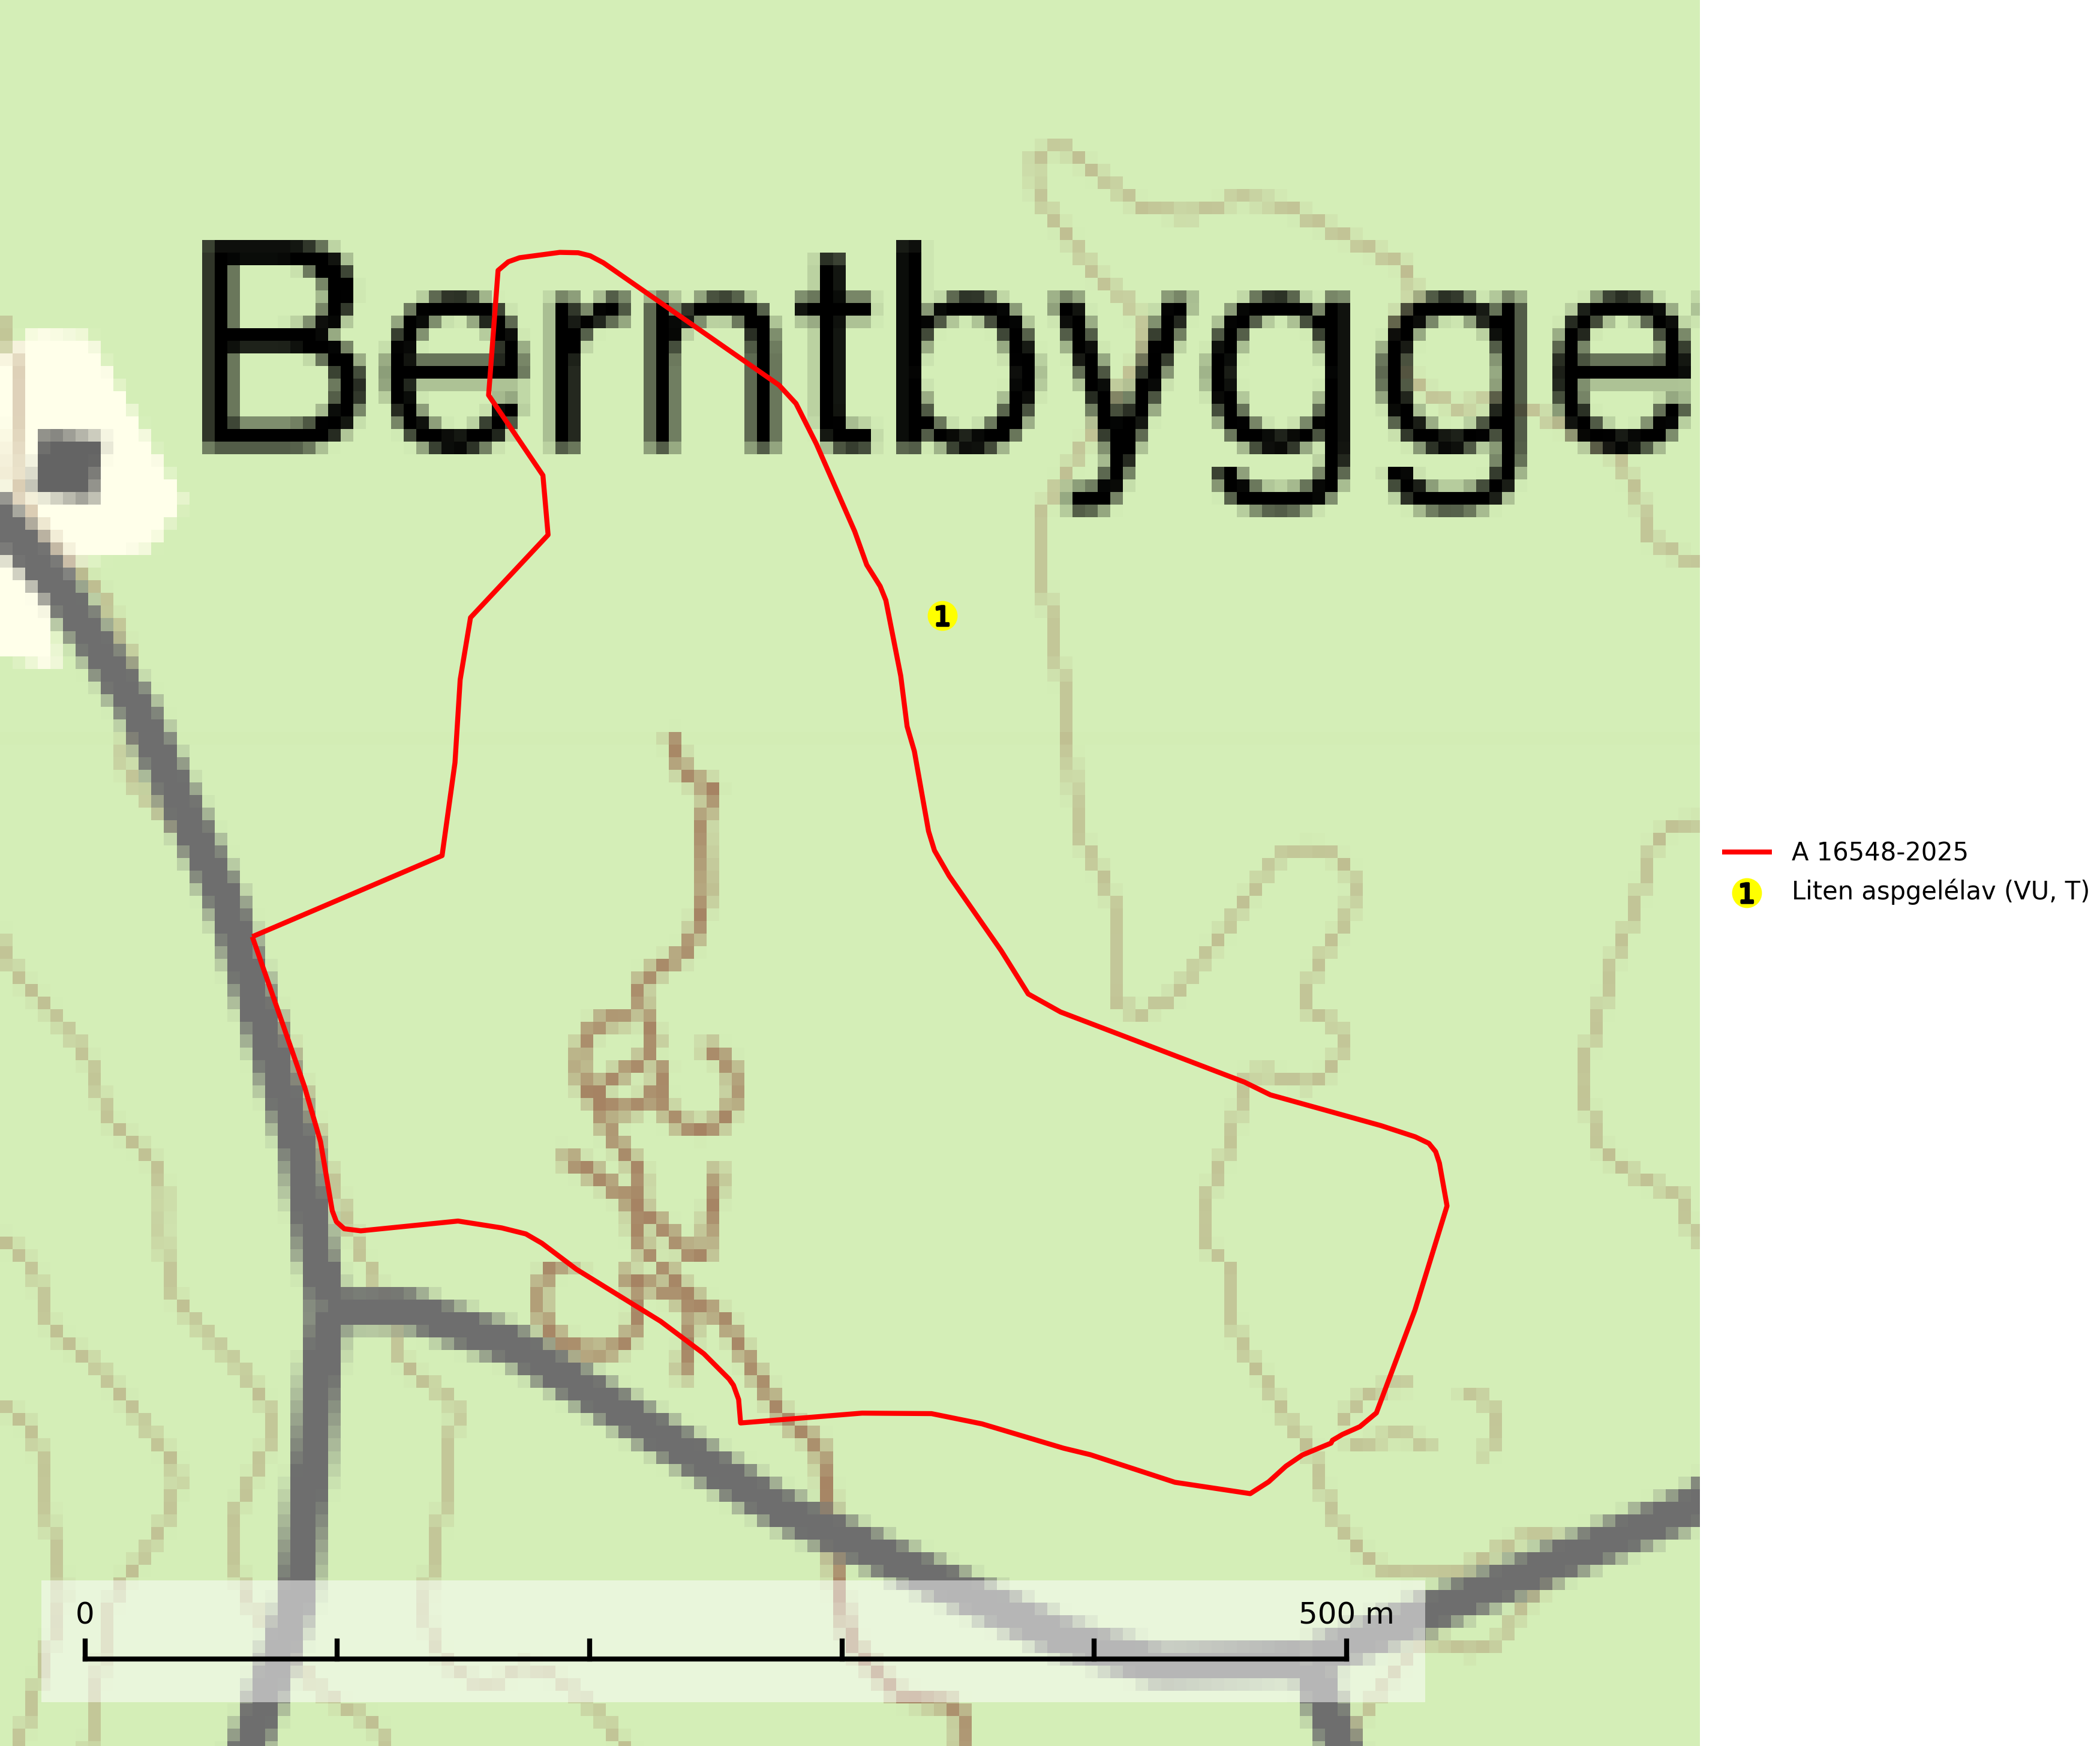 Berntbygge
1
A 16548-2025
1 Liten aspgelélav (VU, T)
0 500 m